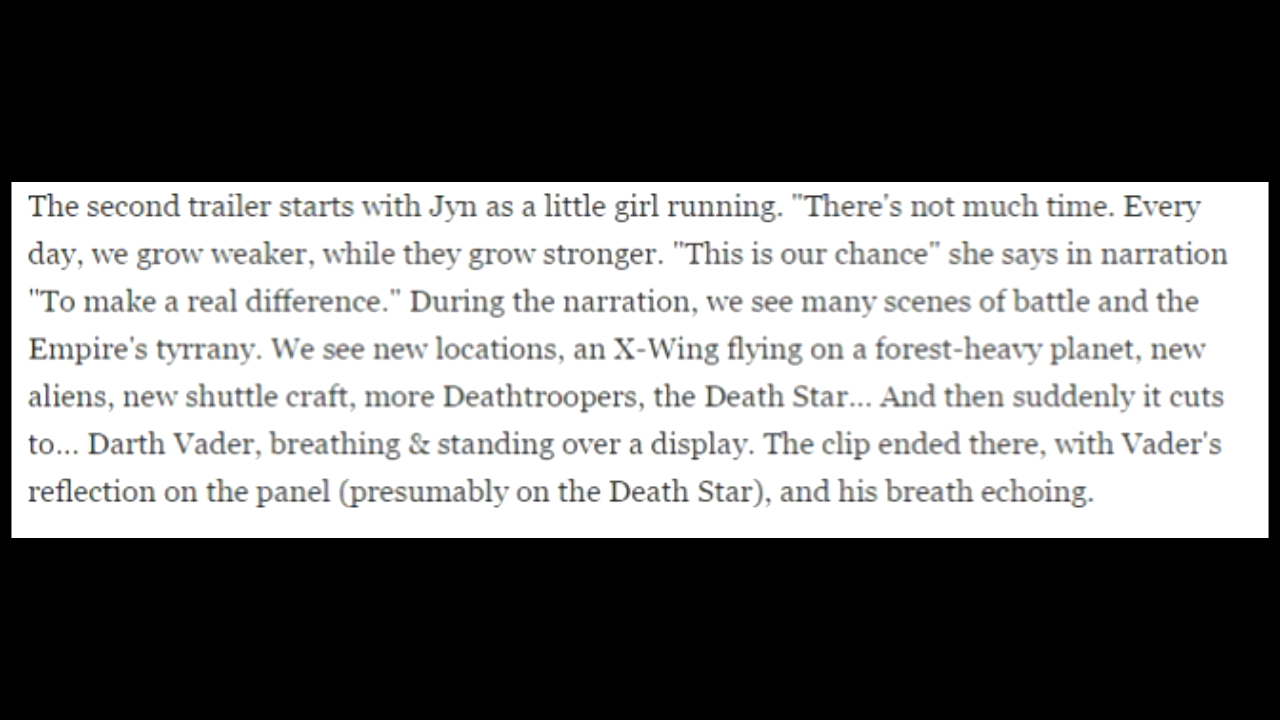 The second trailer starts with Jyn as a little girl running. "There's not much time. Every
day, we grow weaker, while they grow stronger. "This is our chance" she says in narration
"To make a real difference." During the narration, we see many scenes of battle and the
Empire's tyrrany. We see new locations, an X-Wing flying on a forest-heavy planet, new
aliens, new shuttle craft, more Deathtroopers, the Death Star... And then suddenly it cuts
to... Darth Vader, breathing & standing over a display. The clip ended there, with Vader's
reflection on the panel (presumably on the Death Star), and his breath echoing.